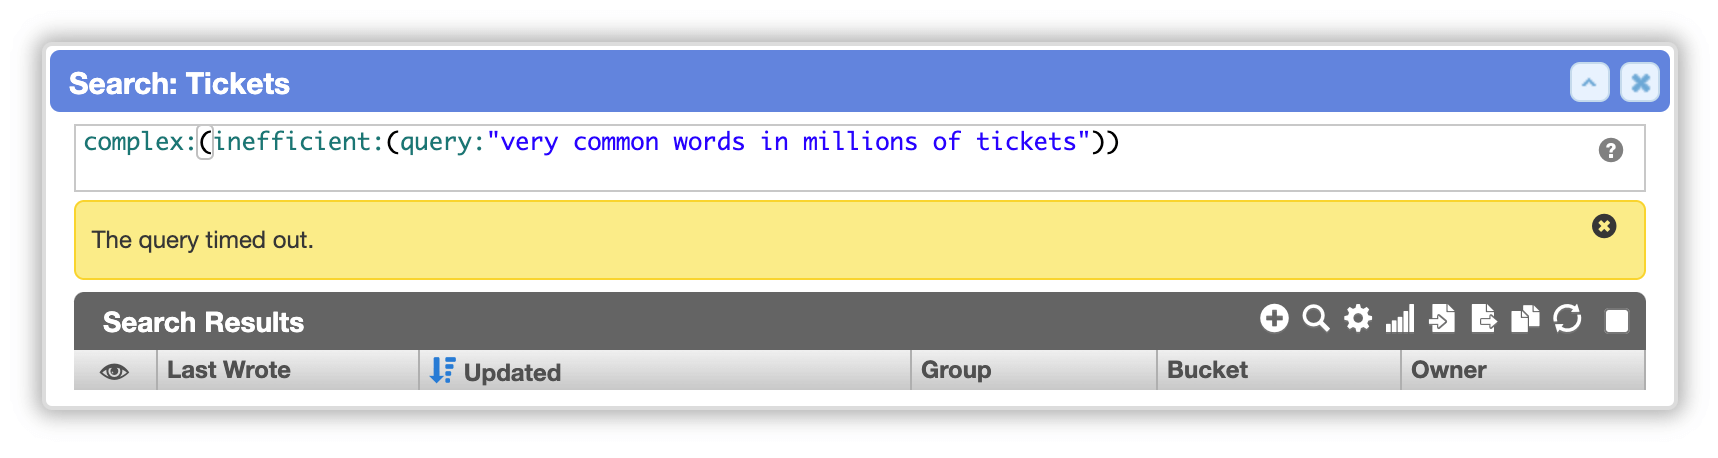 Search: Tickets
complex:(inefficient:(query:"very common words in millions of tickets"))
?
The query timed out.
Search Results
Last Wrote Updated Group Bucket Owner